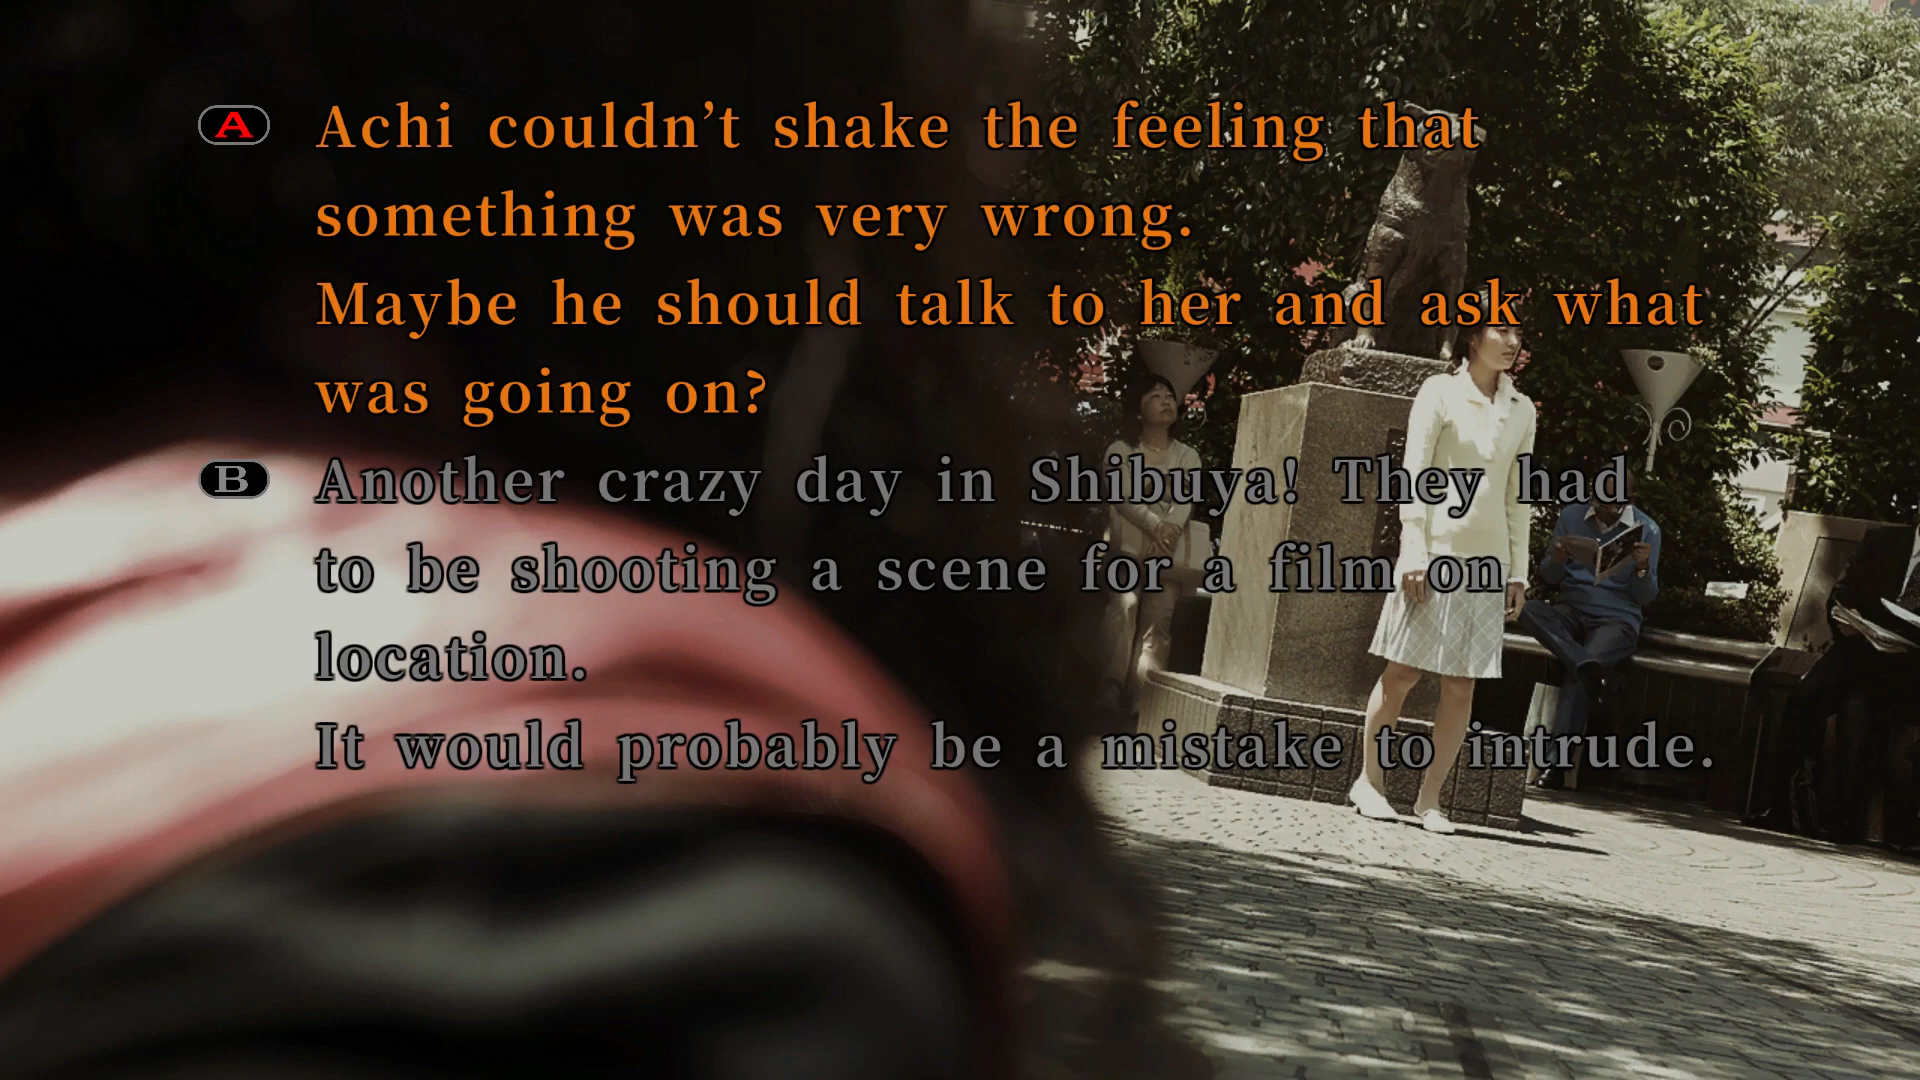 A Achi couldn’t shake the feeling that
something was very wrong.
Maybe he should talk to her and ask what
was going on?
B Another crazy day in Shibuya! They had
to be shooting a scene for a film on
location.
It would probably be a mistake to intrude.